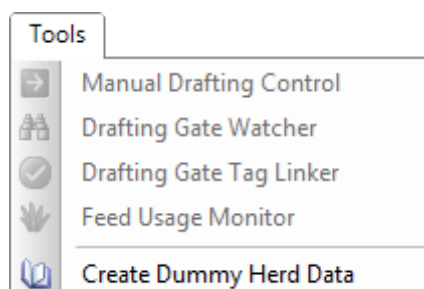 Tools
Manual Drafting Control
Drafting Gate Watcher
Drafting Gate Tag Linker
Feed Usage Monitor
Create Dummy Herd Data